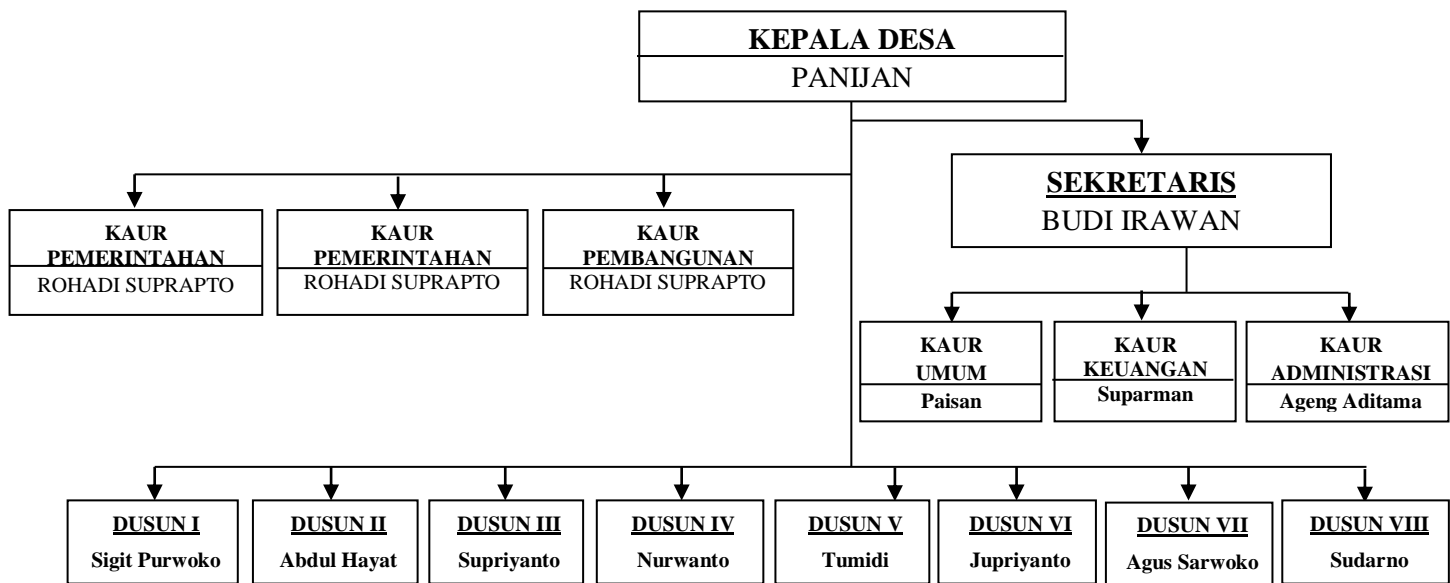 KEPALA DESA
PANIJAN
SEKRETARIS
BUDI IRAWAN
KAUR
PEMERINTAHAN
ROHADI SUPRAPTO
KAUR
PEMERINTAHAN
ROHADI SUPRAPTO
KAUR
PEMBANGUNAN
ROHADI SUPRAPTO
KAUR
UMUM
Paisan
KAUR
KEUANGAN
Suparman
KAUR
ADMINISTRASI
Ageng Aditama
DUSUN I
Sigit Purwoko
DUSUN II
Abdul Hayat
DUSUN III
Supriyanto
DUSUN IV
Nurwanto
DUSUN V
Tumidi
DUSUN VI
Jupriyanto
DUSUN VII
Agus Sarwoko
DUSUN VIII
Sudarno